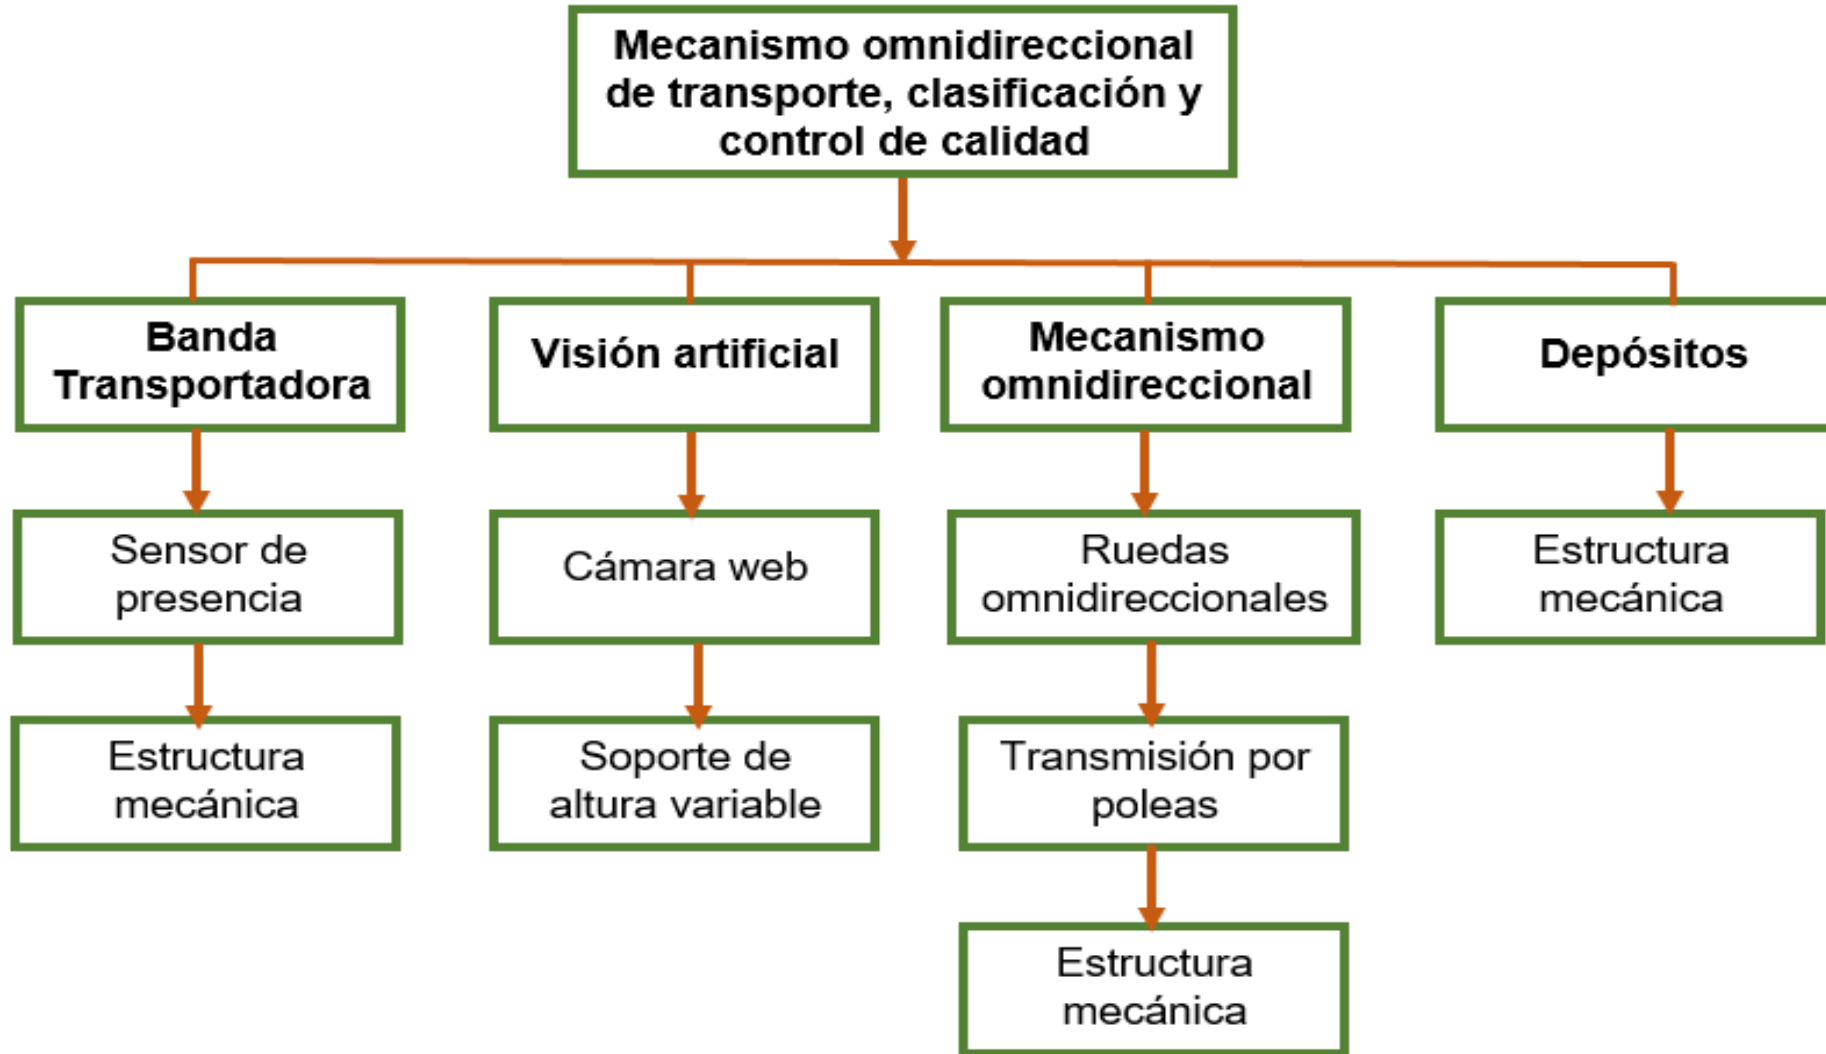 Mecanismo omnidireccional
de transporte, clasificación y
control de calidad
Banda
Transportadora
Visión artificial
Mecanismo
omnidireccional
Depósitos
Sensor de
presencia
Cámara web
Ruedas
omnidireccionales
Estructura
mecánica
Estructura
mecánica
Soporte de
altura variable
Transmisión por
poleas
Estructura
mecánica